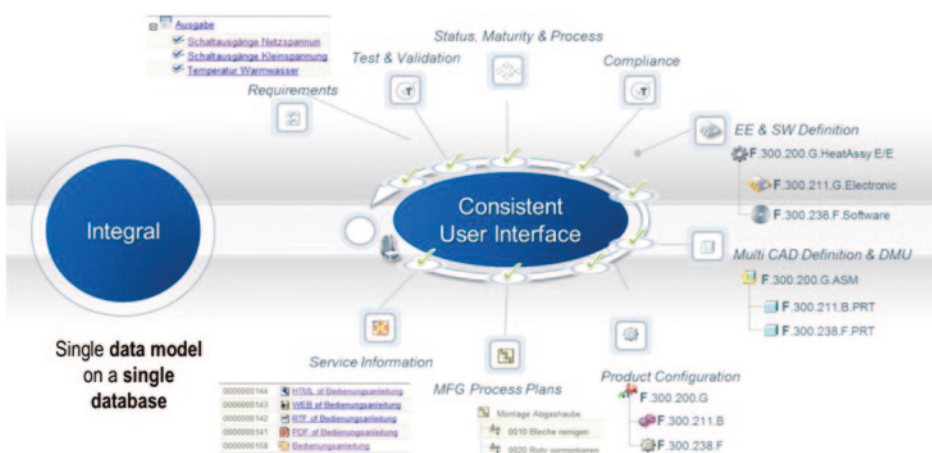 Ausgabe
Schaltausgänge Netzspannun
Schaltausgänge Kleinspannung
Temperatur Warmwasser
Requirements
Test & Validation
Status, Maturity & Process
Compliance
EE & SW Definition
F.300.200.G.HeatAssy E/E
F.300.211.G.Electronic
F.300.238.F.Software
Integral
Consistent
User Interface
Multi CAD Definition & DMU
F.300.200.G.ASM
F.300.211.B.PRT
F.300.238.F.PRT
Single data model
on a single
database
Service Information
0000000144 HTML of Bedienungsanleitung
0000000143 WEB of Bedienungsanleitung
0000000142 RTF of Bedienungsanleitung
0000000141 PDF of Bedienungsanleitung
0000000158 Bedienungsanleitung
MFG Process Plans
Montage Abgashaube
0010 Bleche reinigen
0020 Rohr vormontieren
Product Configuration
F.300.200.G
F.300.211.B
F.300.238.F